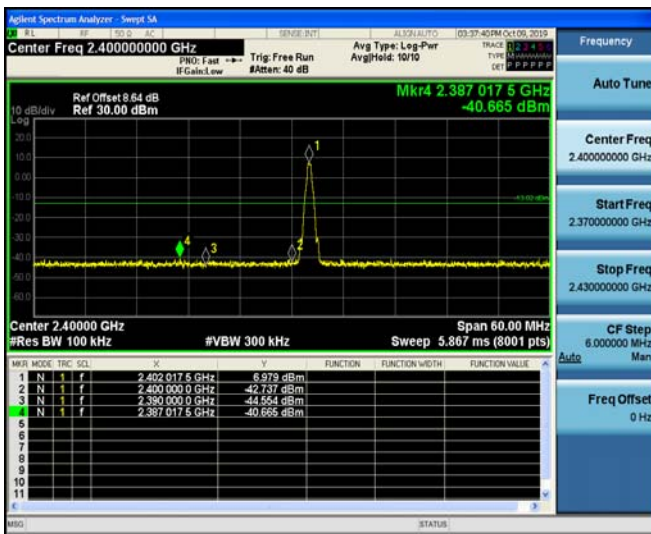 Agilent Spectrum Analyzer - Swept SA
RL RF 50 Ω AC SENSE:INT ALIGN AUTO 03:37:40 PM Oct 09, 2019
Center Freq 2.400000000 GHz
PNO: Fast
IFGain:Low
Trig: Free Run
#Atten: 40 dB
Avg Type: Log-Pwr
Avg|Hold: 10/10
TRACE 1 2 3 4 5 6
TYPE
DET P P P P P P
Mkr4 2.387 017 5 GHz
-40.665 dBm
Ref Offset 8.64 dB
10 dB/div Ref 30.00 dBm
Log
20.0
10.0
0.00
-10.0
-20.0
-30.0
-40.0
-50.0
-60.0
1
2
3
4
-13.02 dBm
Center 2.40000 GHz Span 60.00 MHz
#Res BW 100 kHz #VBW 300 kHz Sweep 5.867 ms (8001 pts)
MKR MODE TRC SCL X Y FUNCTION FUNCTION WIDTH FUNCTION VALUE
1 N 1 f 2.402 017 5 GHz 6.979 dBm
2 N 1 f 2.400 000 0 GHz -42.737 dBm
3 N 1 f 2.390 000 0 GHz -44.554 dBm
4 N 1 f 2.387 017 5 GHz -40.665 dBm
5
6
7
8
9
10
11
MSG STATUS
Frequency
Auto Tune
Center Freq
2.400000000 GHz
Start Freq
2.370000000 GHz
Stop Freq
2.430000000 GHz
CF Step
6.000000 MHz
Auto Man
Freq Offset
0 Hz